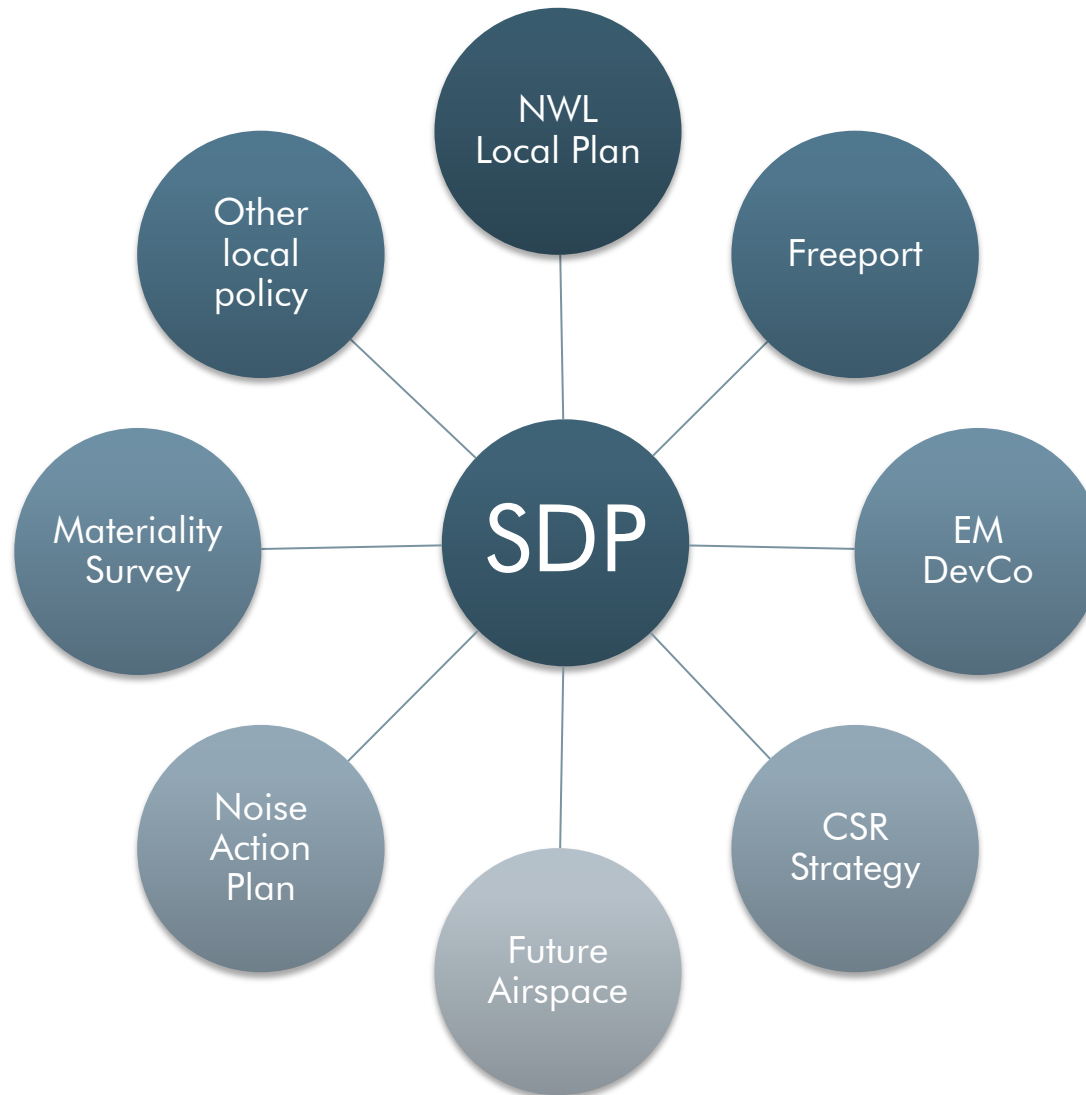 NWL
Local Plan
Other
local
policy
Freeport
SDP
Materiality
Survey
EM
DevCo
Noise
Action
Plan
CSR
Strategy
Future
Airspace